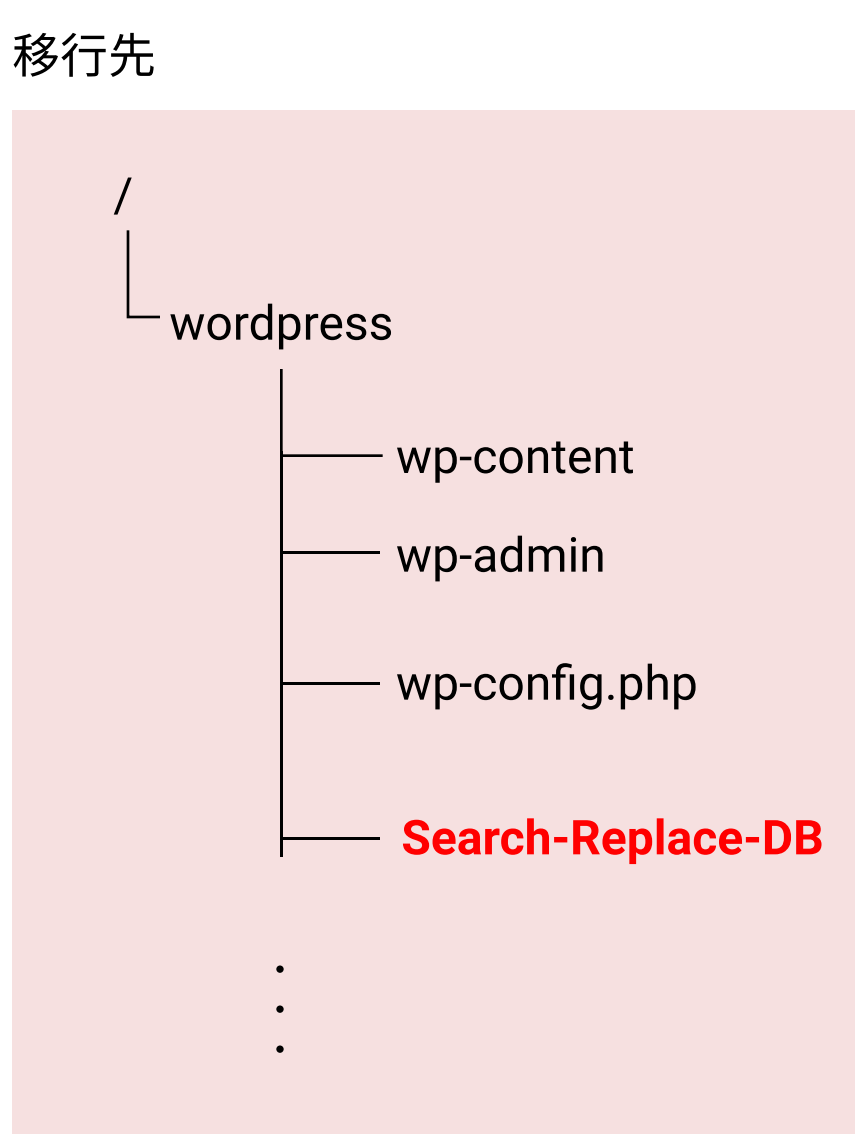 移行先
/
wordpress
wp-content
wp-admin
wp-config.php
Search-Replace-DB
・
・
・